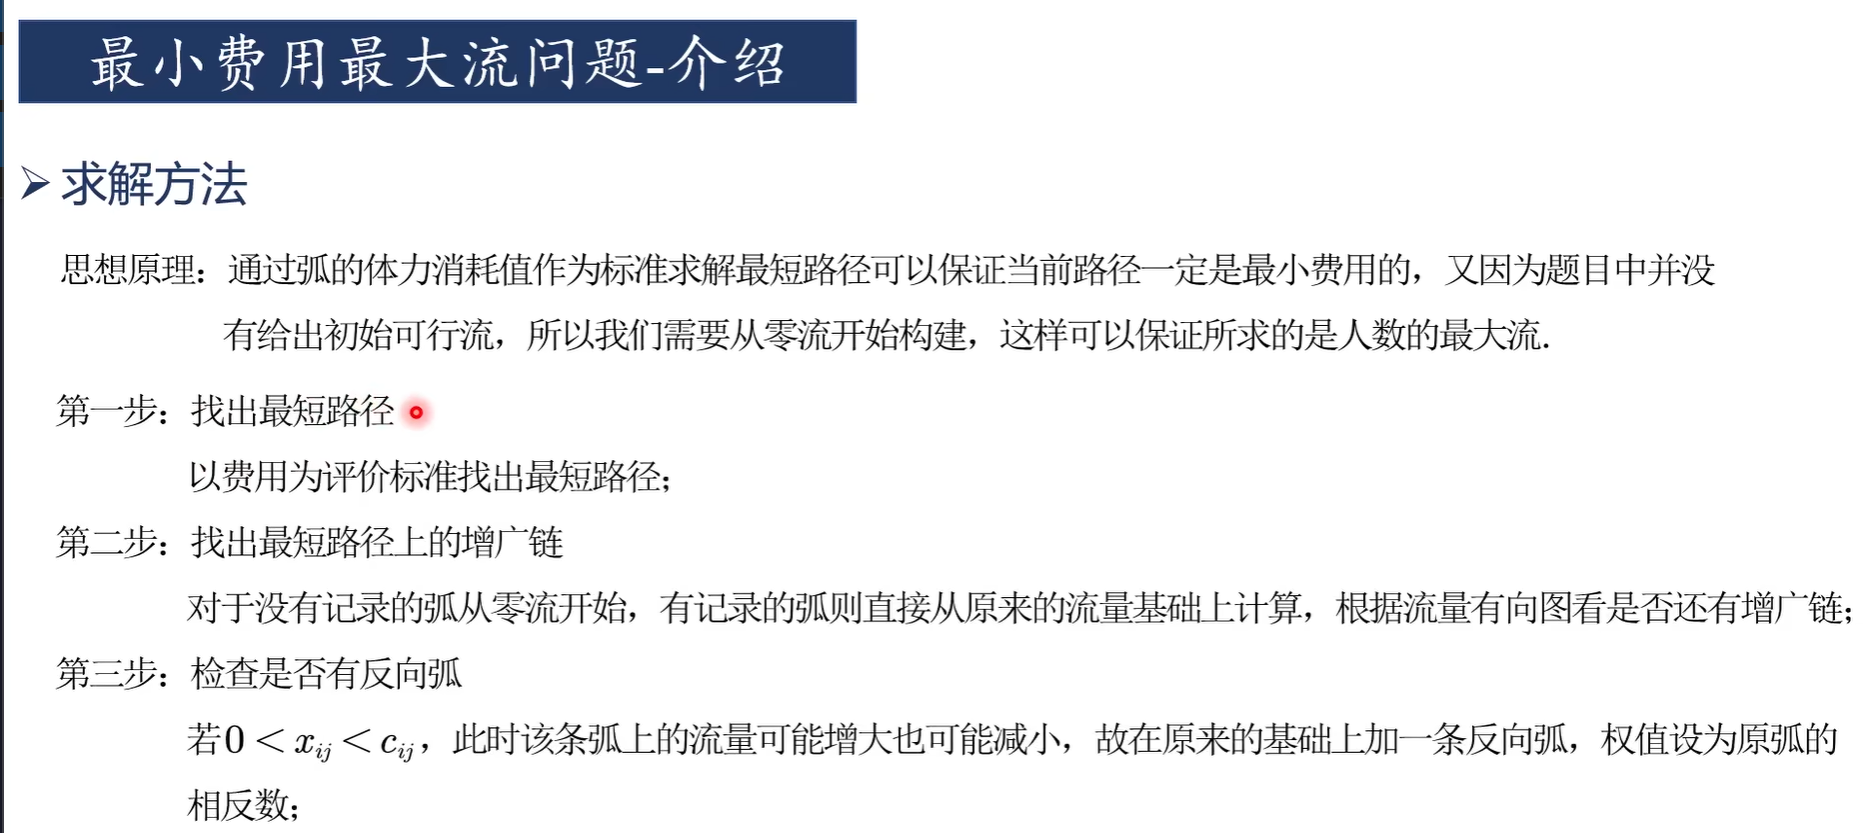 最小费用最大流问题-介绍
➢ 求解方法
思想原理：通过弧的体力消耗值作为标准求解最短路径可以保证当前路径一定是最小费用的，又因为题目中并没
有给出初始可行流，所以我们需要从零流开始构建，这样可以保证所求的是人数的最大流.
第一步：找出最短路径
以费用为评价标准找出最短路径；
第二步：找出最短路径上的增广链
对于没有记录的弧从零流开始，有记录的弧则直接从原来的流量基础上计算，根据流量有向图看是否还有增广链；
第三步：检查是否有反向弧
若 0 < x_{ij} < c_{ij}，此时该条弧上的流量可能增大也可能减小，故在原来的基础上加一条反向弧，权值设为原弧的
相反数；